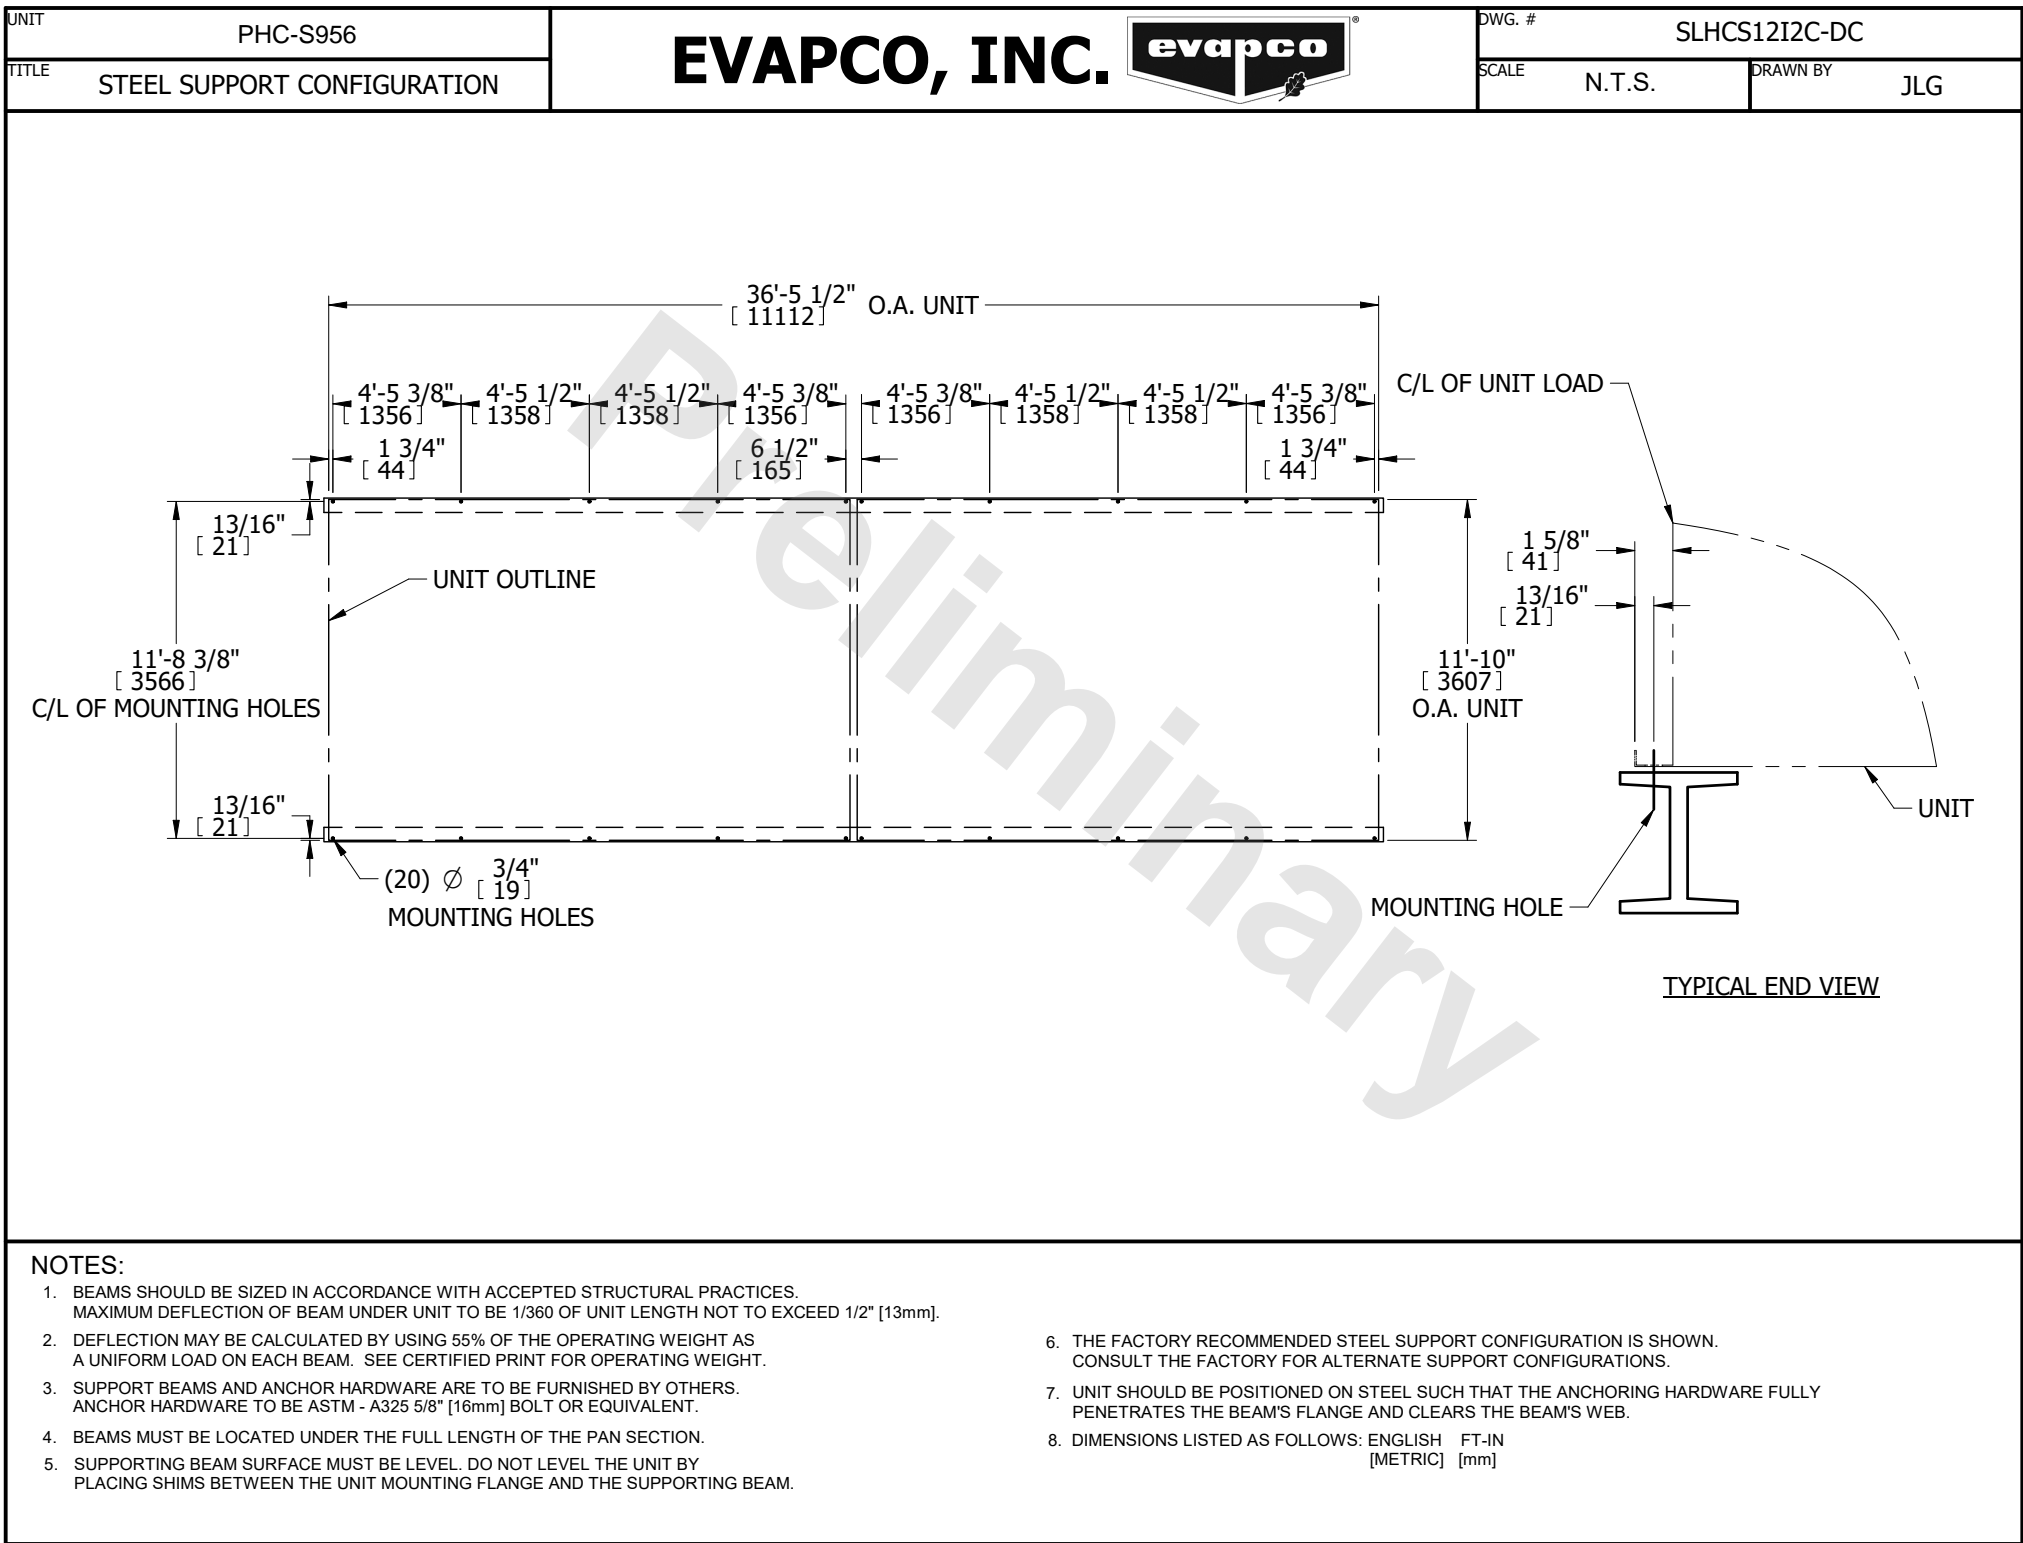 UNIT
PHC-S956
TITLE
STEEL SUPPORT CONFIGURATION
EVAPCO, INC.
evapco
®
DWG. #
SLHCS12I2C-DC
SCALE
N.T.S.
DRAWN BY
JLG
36'-5 1/2" O.A. UNIT
[ 11112 ]
4'-5 3/8" 4'-5 1/2" 4'-5 1/2" 4'-5 3/8" 4'-5 3/8" 4'-5 1/2" 4'-5 1/2" 4'-5 3/8"
[ 1356 ] [ 1358 ] [ 1358 ] [ 1356 ] [ 1356 ] [ 1358 ] [ 1358 ] [ 1356 ]
1 3/4" 6 1/2" 1 3/4"
[ 44 ] [ 165 ] [ 44 ]
C/L OF UNIT LOAD
13/16"
[ 21 ]
UNIT OUTLINE
1 5/8"
[ 41 ]
13/16"
[ 21 ]
11'-8 3/8"
[ 3566 ]
C/L OF MOUNTING HOLES
11'-10"
[ 3607 ]
O.A. UNIT
13/16"
[ 21 ]
UNIT
(20) ∅ 3/4"
[ 19 ]
MOUNTING HOLES
MOUNTING HOLE
TYPICAL END VIEW
Preliminary
NOTES:
1. BEAMS SHOULD BE SIZED IN ACCORDANCE WITH ACCEPTED STRUCTURAL PRACTICES.
MAXIMUM DEFLECTION OF BEAM UNDER UNIT TO BE 1/360 OF UNIT LENGTH NOT TO EXCEED 1/2" [13mm].
2. DEFLECTION MAY BE CALCULATED BY USING 55% OF THE OPERATING WEIGHT AS
A UNIFORM LOAD ON EACH BEAM. SEE CERTIFIED PRINT FOR OPERATING WEIGHT.
3. SUPPORT BEAMS AND ANCHOR HARDWARE ARE TO BE FURNISHED BY OTHERS.
ANCHOR HARDWARE TO BE ASTM - A325 5/8" [16mm] BOLT OR EQUIVALENT.
4. BEAMS MUST BE LOCATED UNDER THE FULL LENGTH OF THE PAN SECTION.
5. SUPPORTING BEAM SURFACE MUST BE LEVEL. DO NOT LEVEL THE UNIT BY
PLACING SHIMS BETWEEN THE UNIT MOUNTING FLANGE AND THE SUPPORTING BEAM.
6. THE FACTORY RECOMMENDED STEEL SUPPORT CONFIGURATION IS SHOWN.
CONSULT THE FACTORY FOR ALTERNATE SUPPORT CONFIGURATIONS.
7. UNIT SHOULD BE POSITIONED ON STEEL SUCH THAT THE ANCHORING HARDWARE FULLY
PENETRATES THE BEAM'S FLANGE AND CLEARS THE BEAM'S WEB.
8. DIMENSIONS LISTED AS FOLLOWS: ENGLISH FT-IN
[METRIC] [mm]